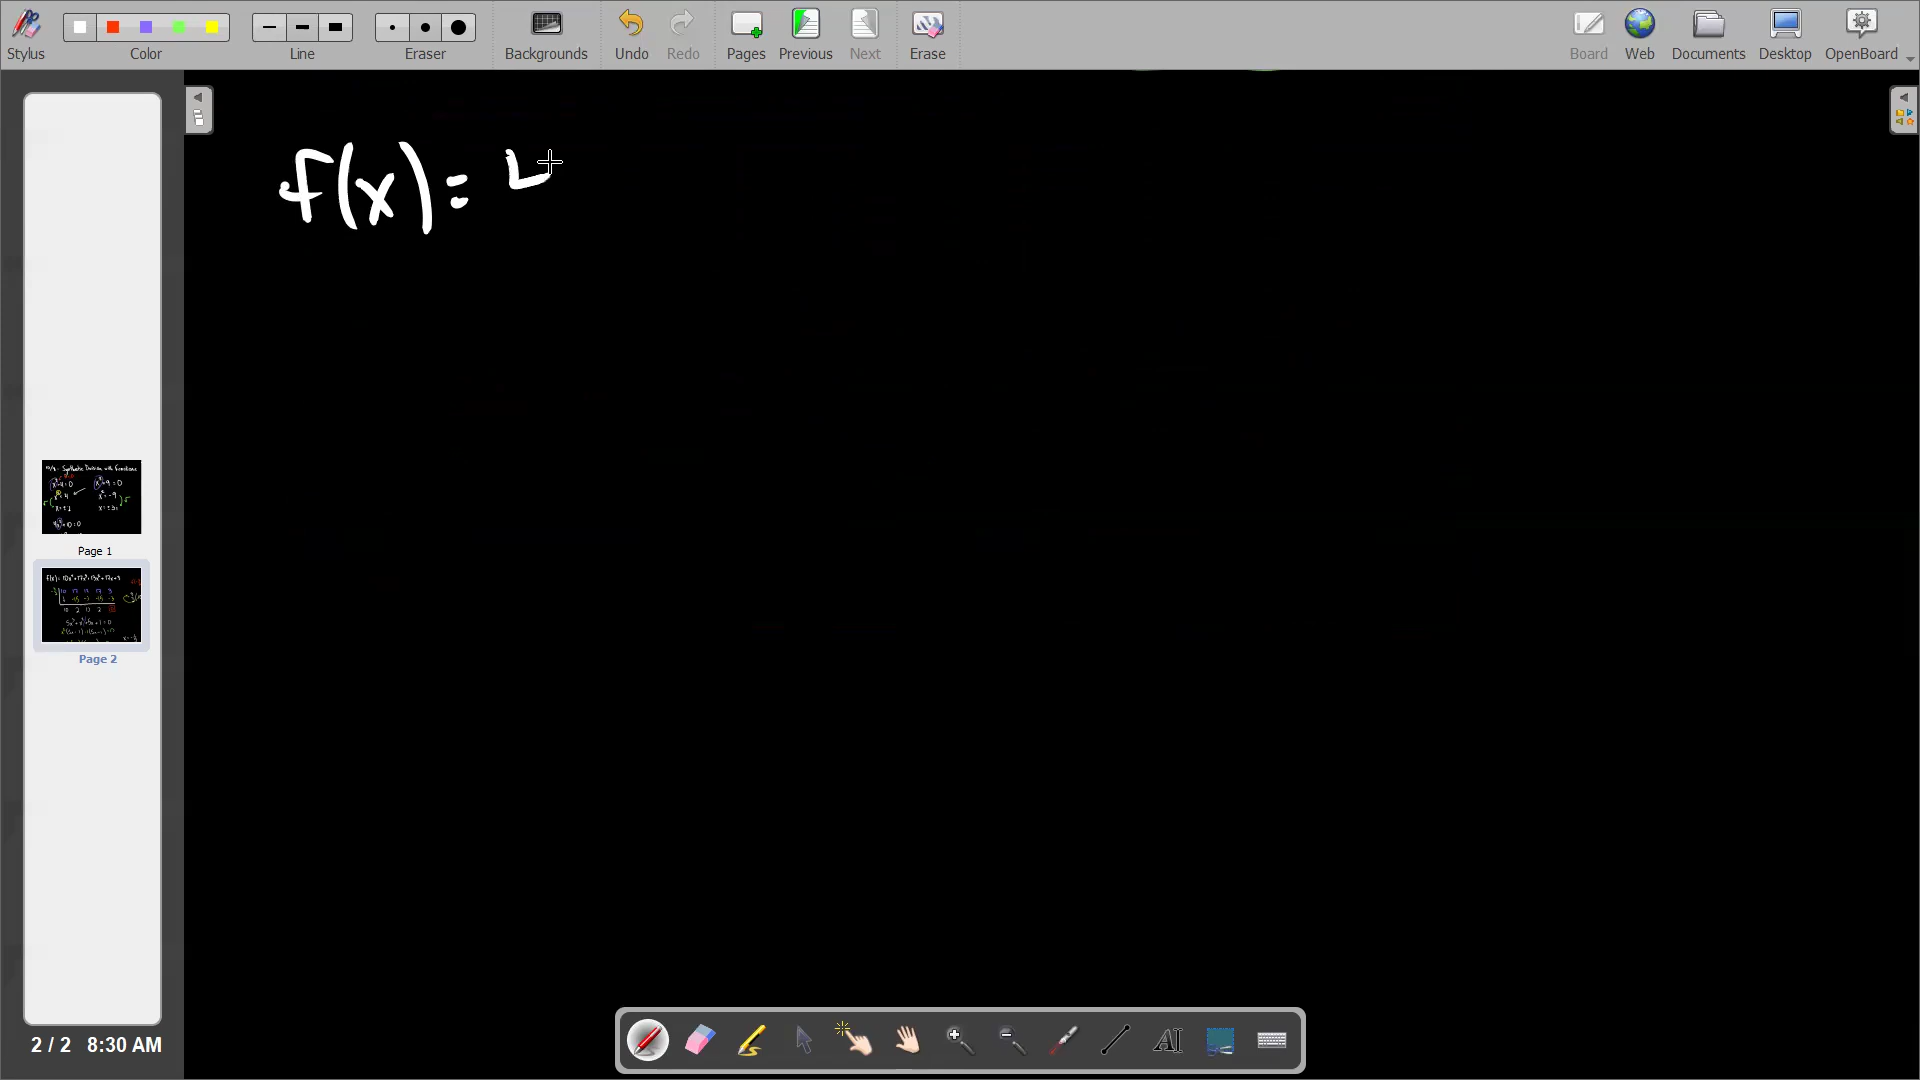 Stylus Color Line Eraser Backgrounds Undo Redo Pages Previous Next Erase Board Web Documents Desktop OpenBoard
f(x)=
Page 1
Page 2
2 / 2 8:30 AM
AI